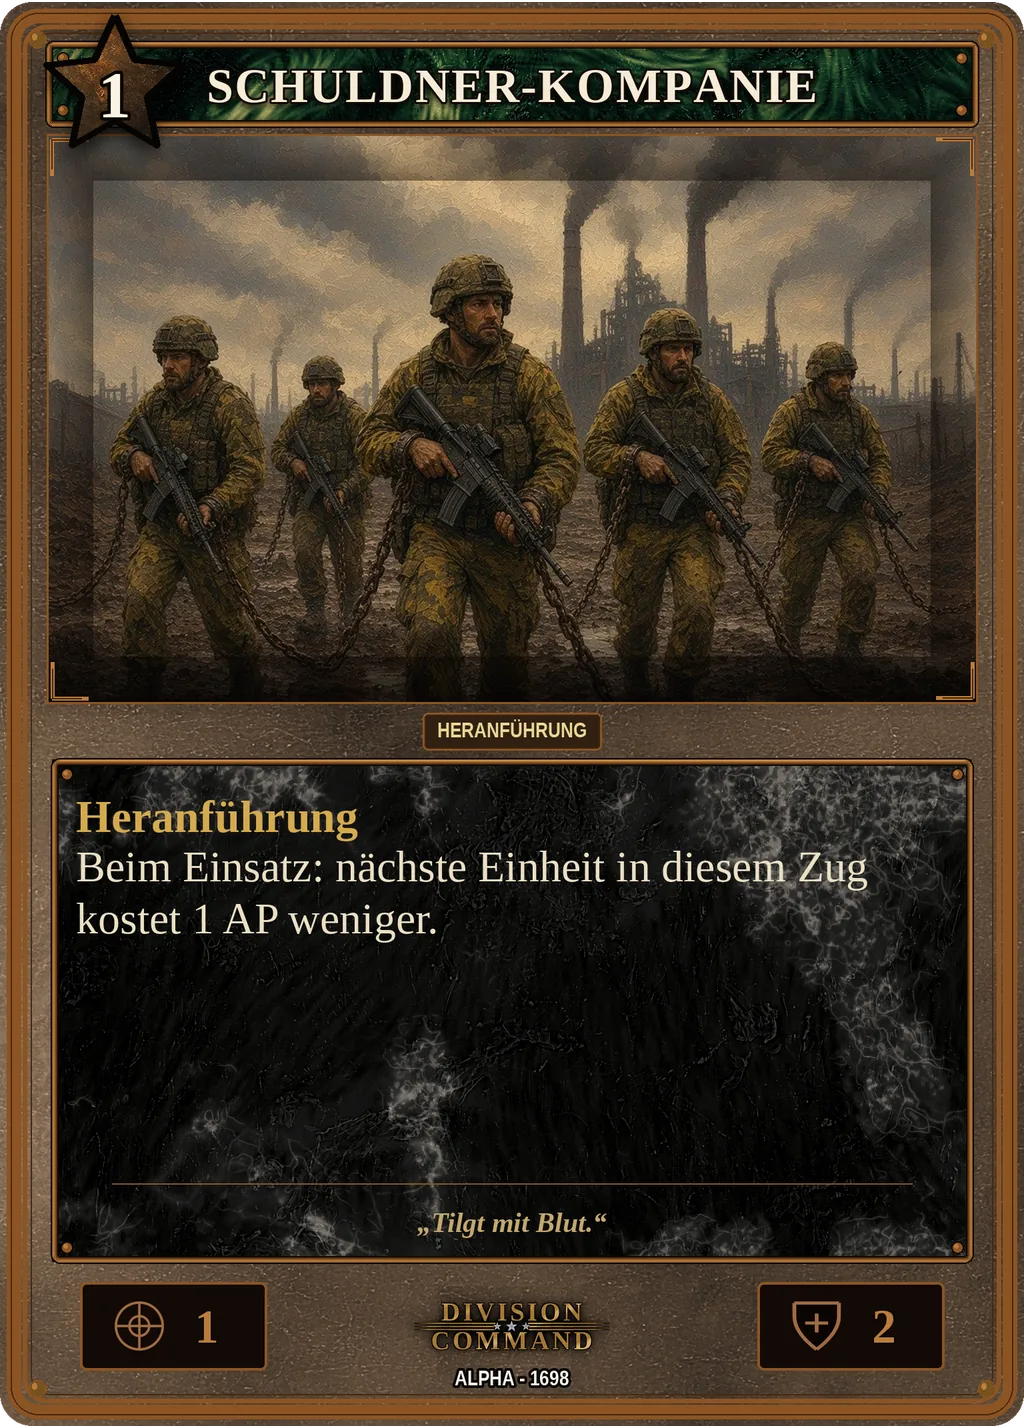 1
SCHULDNER-KOMPANIE
HERANFÜHRUNG
Heranführung
Beim Einsatz: nächste Einheit in diesem Zug
kostet 1 AP weniger.
„Tilgt mit Blut.“
1
DIVISION
COMMAND
2
ALPHA - 1698